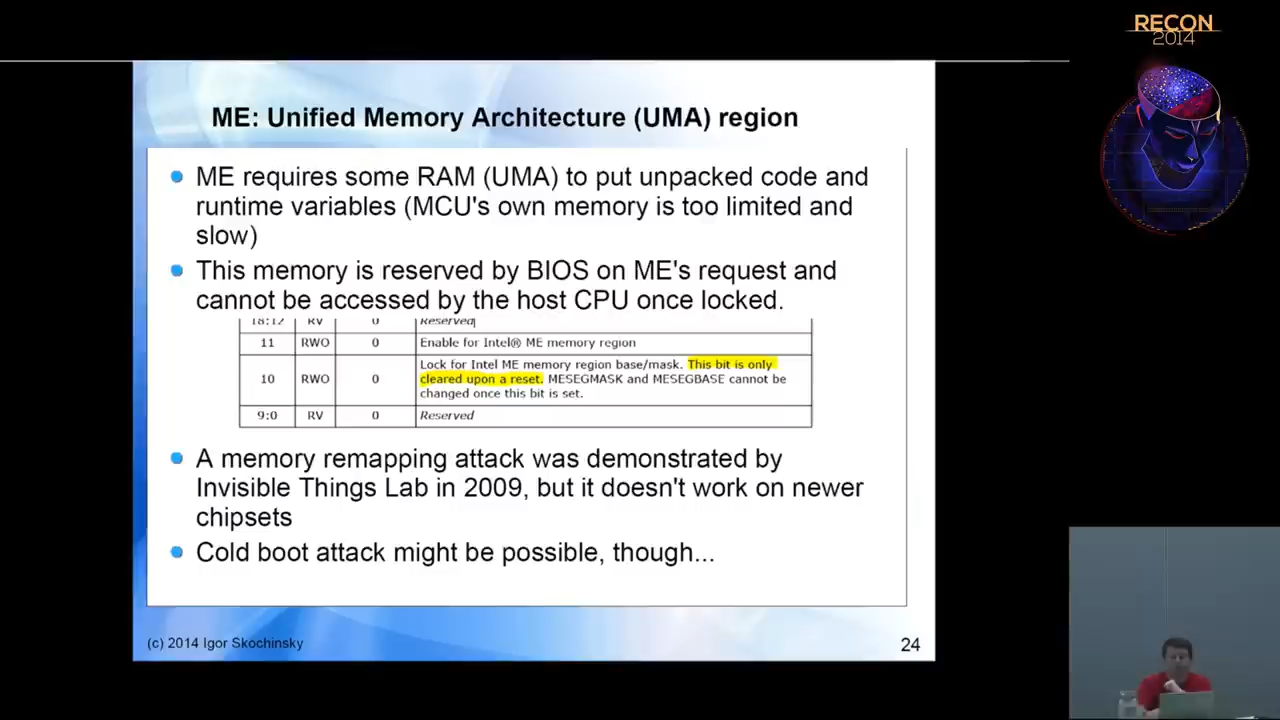 RECON
2014
ME: Unified Memory Architecture (UMA) region
ME requires some RAM (UMA) to put unpacked code and
runtime variables (MCU's own memory is too limited and
slow)
This memory is reserved by BIOS on ME's request and
cannot be accessed by the host CPU once locked.
18:12 RV 0 Reserved
11 RWO 0 Enable for Intel® ME memory region
Lock for Intel ME memory region base/mask. This bit is only
10 RWO 0 cleared upon a reset. MESEGMASK and MESEGBASE cannot be
changed once this bit is set.
9:0 RV 0 Reserved
A memory remapping attack was demonstrated by
Invisible Things Lab in 2009, but it doesn't work on newer
chipsets
Cold boot attack might be possible, though...
(c) 2014 Igor Skochinsky
24